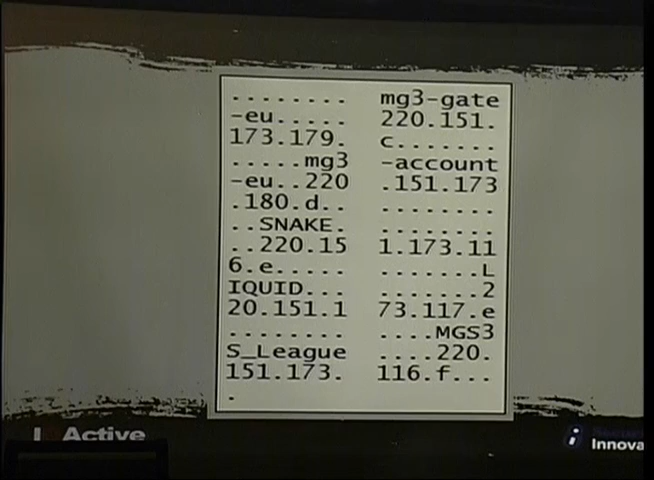 ........ mg3-gate
-eu..... 220.151.
173.179. c.......
.....mg3 -account
-eu..220 .151.173
.180.d.. ........
..SNAKE. ........
..220.15 1.173.11
6.e..... .......L
IQUID... .......2
20.151.1 73.117.e
........ ....MGS3
S_League ....220.
151.173. 116.f...
.
Active
i
Innova